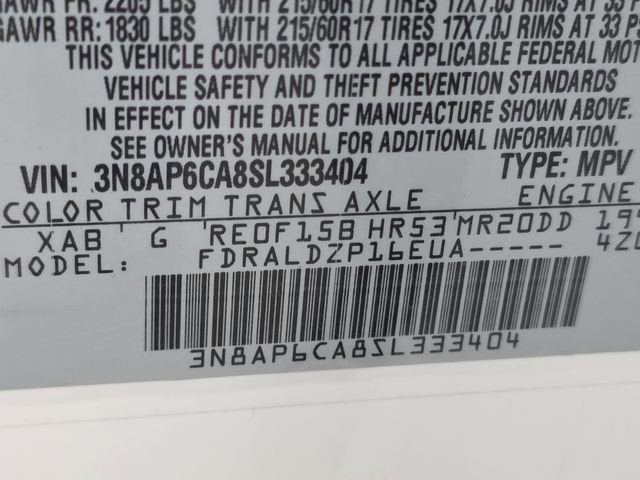 GAWR FR: 2205 LBS WITH 215/60R17 TIRES 17X7.0J RIMS AT 33
GAWR RR: 1830 LBS WITH 215/60R17 TIRES 17X7.0J RIMS AT 33 PS
THIS VEHICLE CONFORMS TO ALL APPLICABLE FEDERAL MOT
VEHICLE SAFETY AND THEFT PREVENTION STANDARDS
IN EFFECT ON THE DATE OF MANUFACTURE SHOWN ABOVE.
SEE OWNER'S MANUAL FOR ADDITIONAL INFORMATION.
VIN: 3N8AP6CA8SL333404 TYPE: MPV
COLOR TRIM TRANS AXLE ENGINE
XAB G RE0F15B HR53 MR20DD 19
MODEL: FDRALDZP16EUA----- 4Z
3N8AP6CA8SL333404